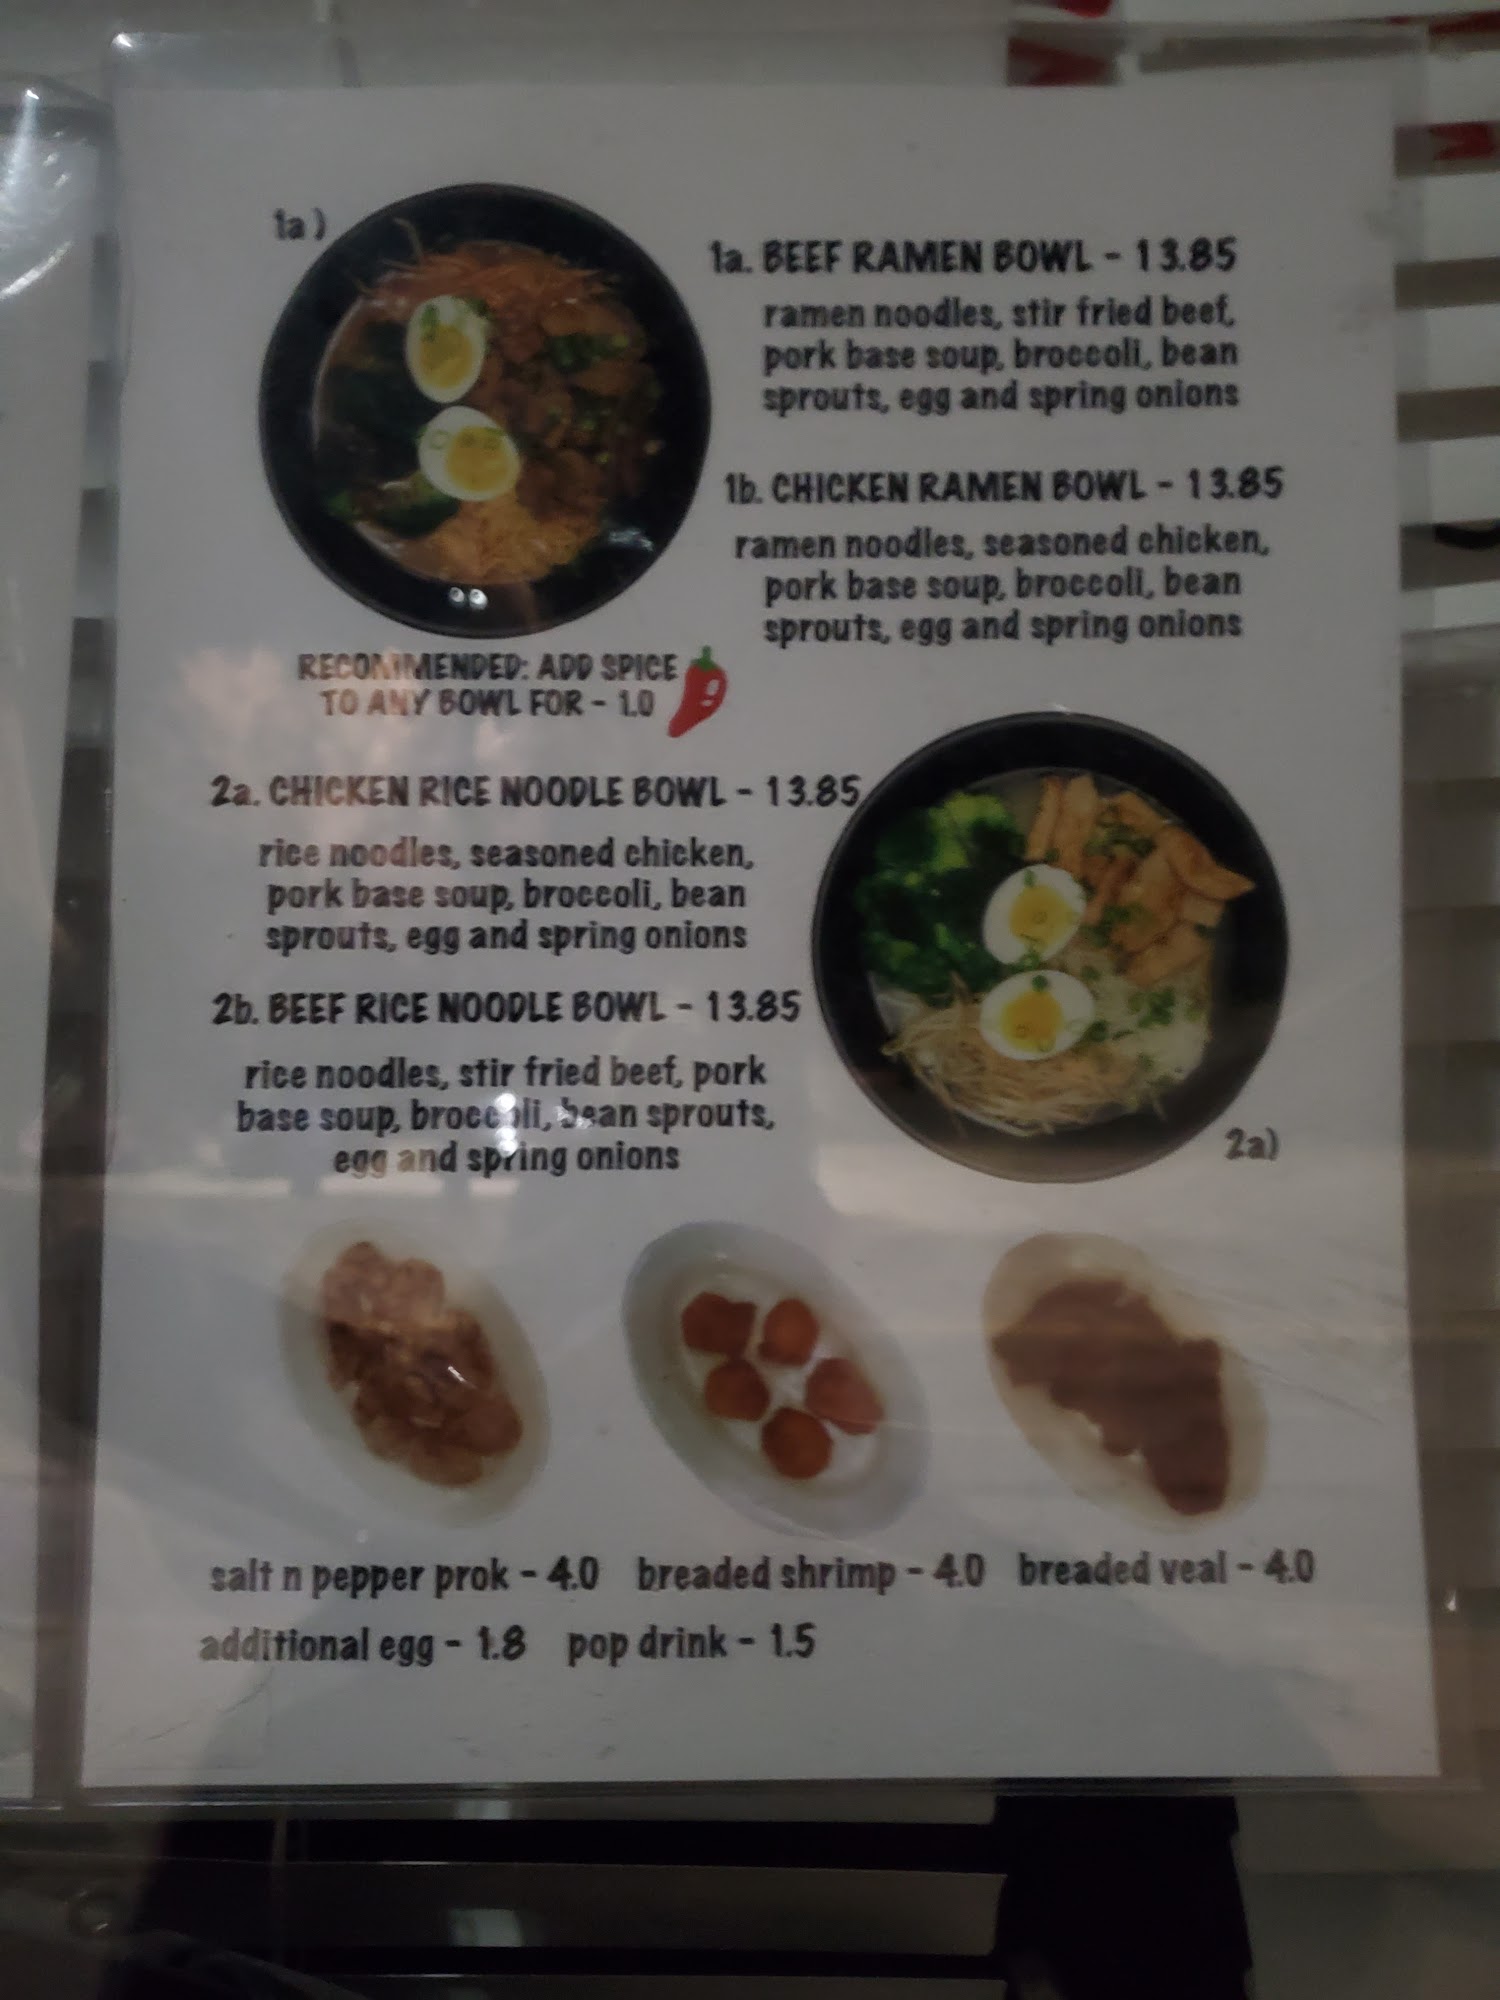 1a)
1a. BEEF RAMEN BOWL - 13.85
ramen noodles, stir fried beef,
pork base soup, broccoli, bean
sprouts, egg and spring onions
1b. CHICKEN RAMEN BOWL - 13.85
ramen noodles, seasoned chicken,
pork base soup, broccoli, bean
sprouts, egg and spring onions
RECOMMENDED: ADD SPICE
TO ANY BOWL FOR - 1.0
2a. CHICKEN RICE NOODLE BOWL - 13.85
rice noodles, seasoned chicken,
pork base soup, broccoli, bean
sprouts, egg and spring onions
2b. BEEF RICE NOODLE BOWL - 13.85
rice noodles, stir fried beef, pork
base soup, broccoli, bean sprouts,
egg and spring onions
2a)
salt n pepper prok - 4.0 breaded shrimp - 4.0 breaded veal - 4.0
additional egg - 1.8 pop drink - 1.5